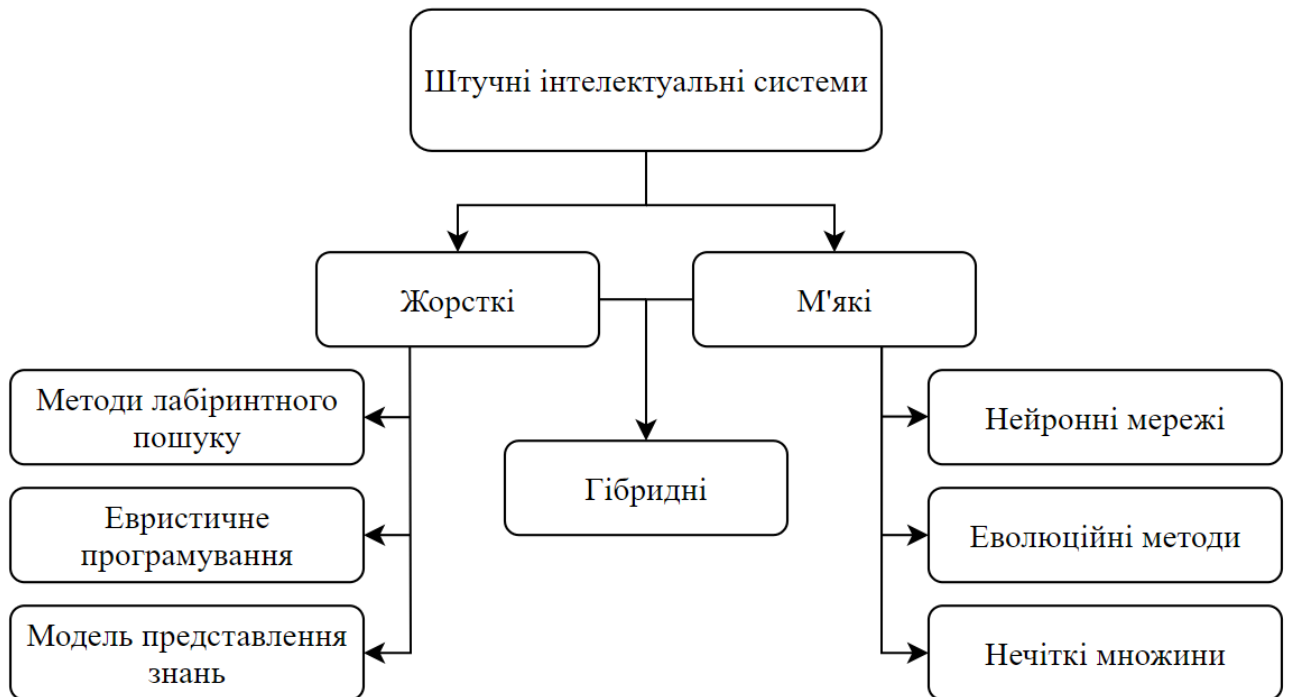 Штучні інтелектуальні системи
Жорсткі
М'які
Методи лабіринтного
пошуку
Евристичне
програмування
Модель представлення
знань
Гібридні
Нейронні мережі
Еволюційні методи
Нечіткі множини